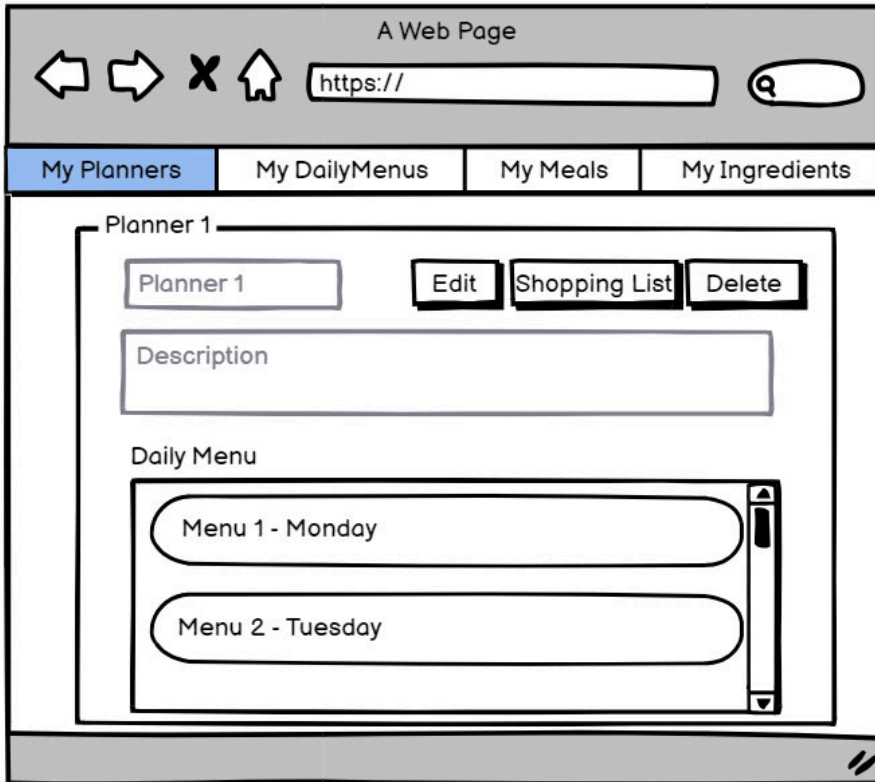 A Web Page
https://
My Planners My DailyMenus My Meals My Ingredients
Planner 1
Planner 1 Edit Shopping List Delete
Description
Daily Menu
Menu 1 - Monday
Menu 2 - Tuesday